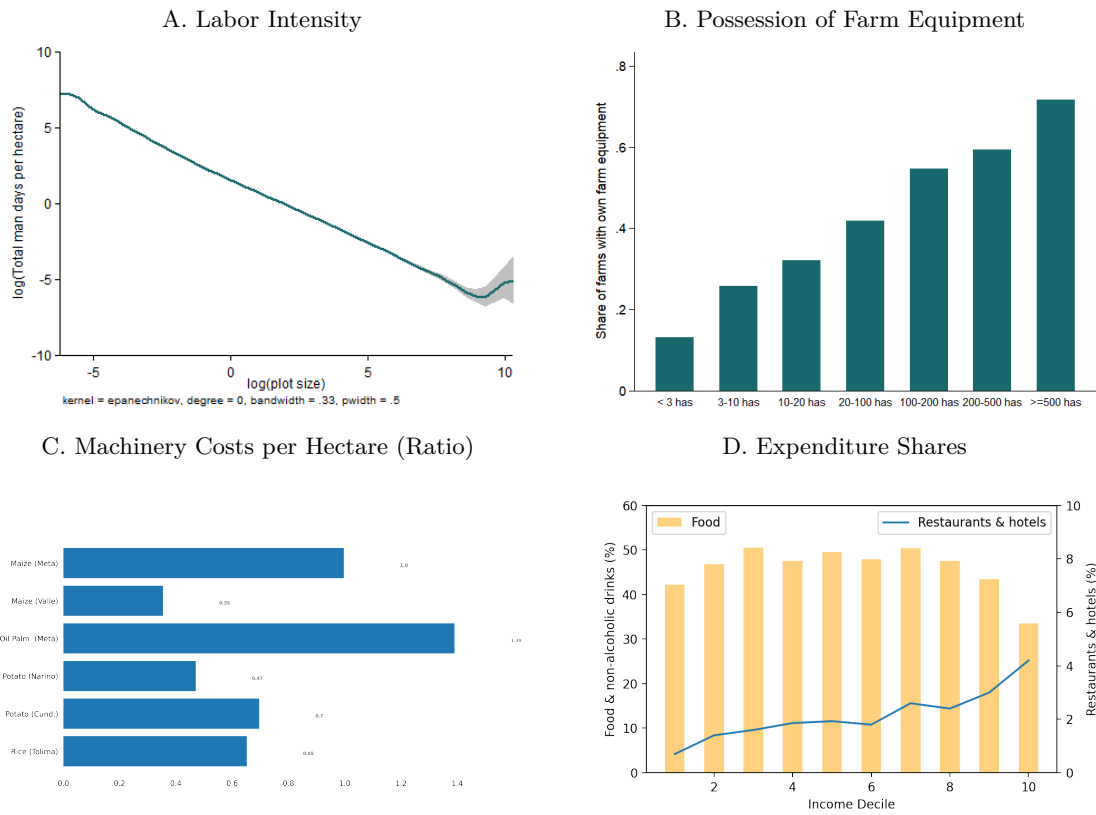 A. Labor Intensity
10
5
0
-5
-10
log(Total man days per hectare)
-5 0 5 10
log(plot size)
kernel = epanechnikov, degree = 0, bandwidth = .33, pwidth = .5
B. Possession of Farm Equipment
.8
.6
.4
.2
0
Share of farms with own farm equipment
< 3 has 3-10 has 10-20 has 20-100 has 100-200 has 200-500 has >=500 has
C. Machinery Costs per Hectare (Ratio)
Maize (Meta) 1.0
Maize (Valle) 0.35
Oil Palm (Meta) 1.39
Potato (Narino) 0.47
Potato (Cund.) 0.7
Rice (Tolima) 0.65
0.0 0.2 0.4 0.6 0.8 1.0 1.2 1.4
D. Expenditure Shares
Food
Restaurants & hotels
60
50
40
30
20
10
0
Food & non-alcoholic drinks (%)
10
8
6
4
2
0
Restaurants & hotels (%)
2 4 6 8 10
Income Decile